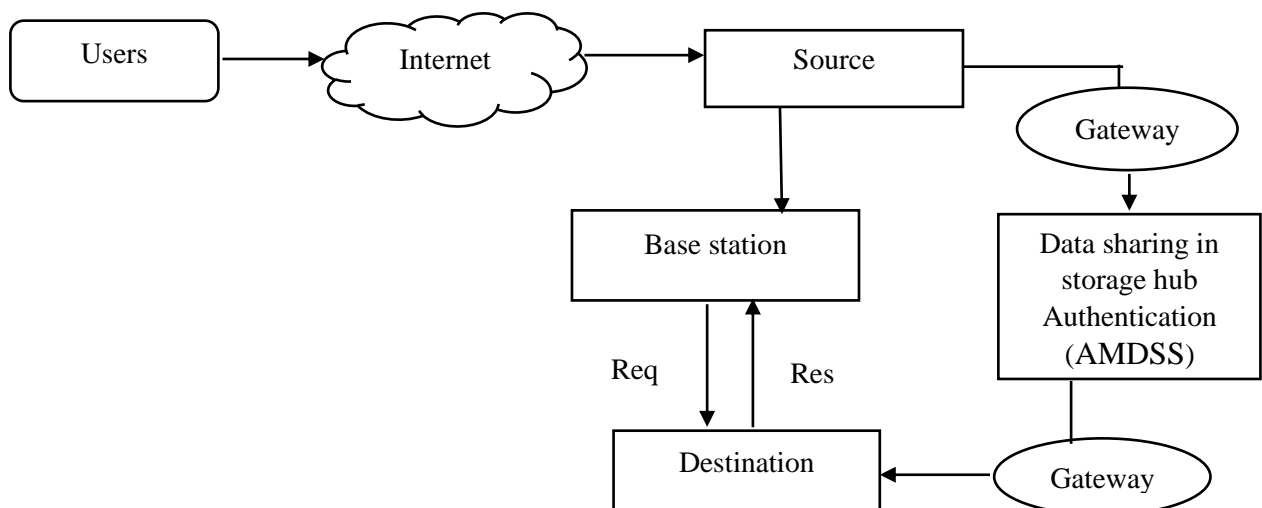 Users
Internet
Source
Gateway
Base station
Data sharing in
storage hub
Authentication
(AMDSS)
Req
Res
Destination
Gateway